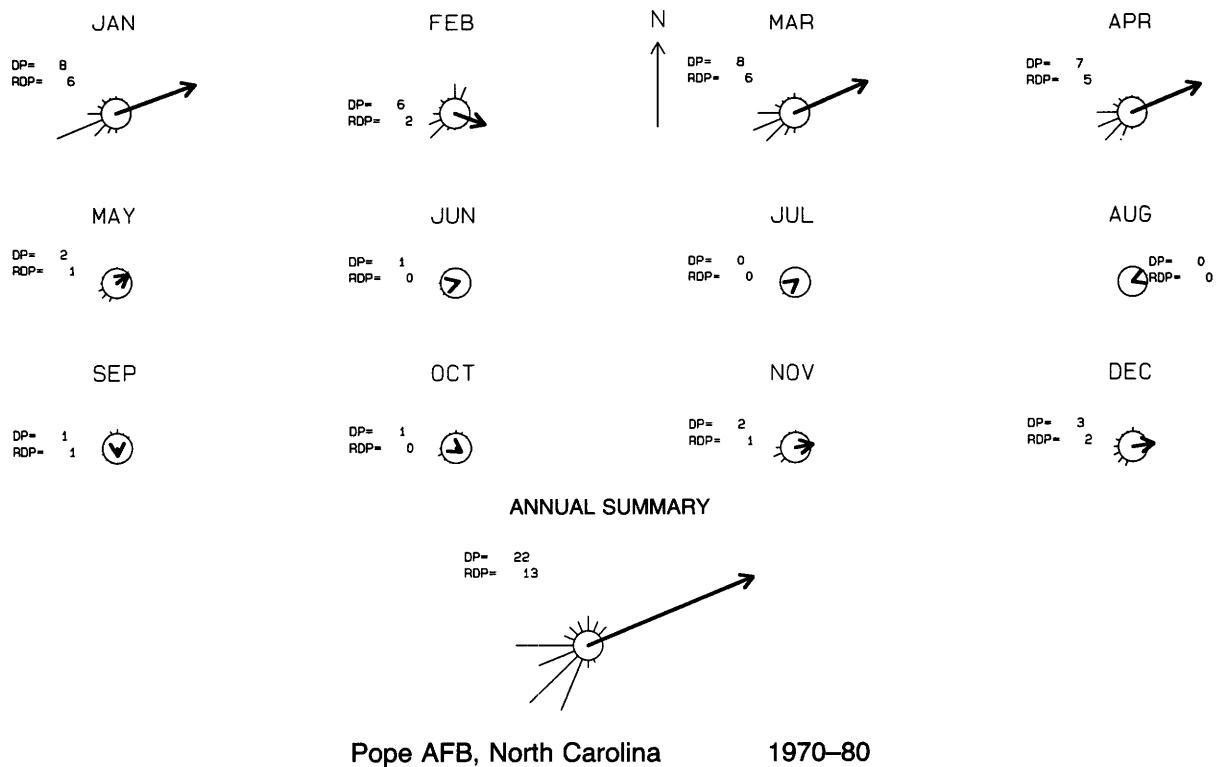 JAN
FEB
N
MAR
APR
DP= 8
RDP= 6
DP= 6
RDP= 2
DP= 8
RDP= 6
DP= 7
RDP= 5
MAY
JUN
JUL
AUG
DP= 2
RDP= 1
DP= 1
RDP= 0
DP= 0
RDP= 0
DP= 0
RDP= 0
SEP
OCT
NOV
DEC
DP= 1
RDP= 1
DP= 1
RDP= 0
DP= 2
RDP= 1
DP= 3
RDP= 2
ANNUAL SUMMARY
DP= 22
RDP= 13
Pope AFB, North Carolina 1970–80